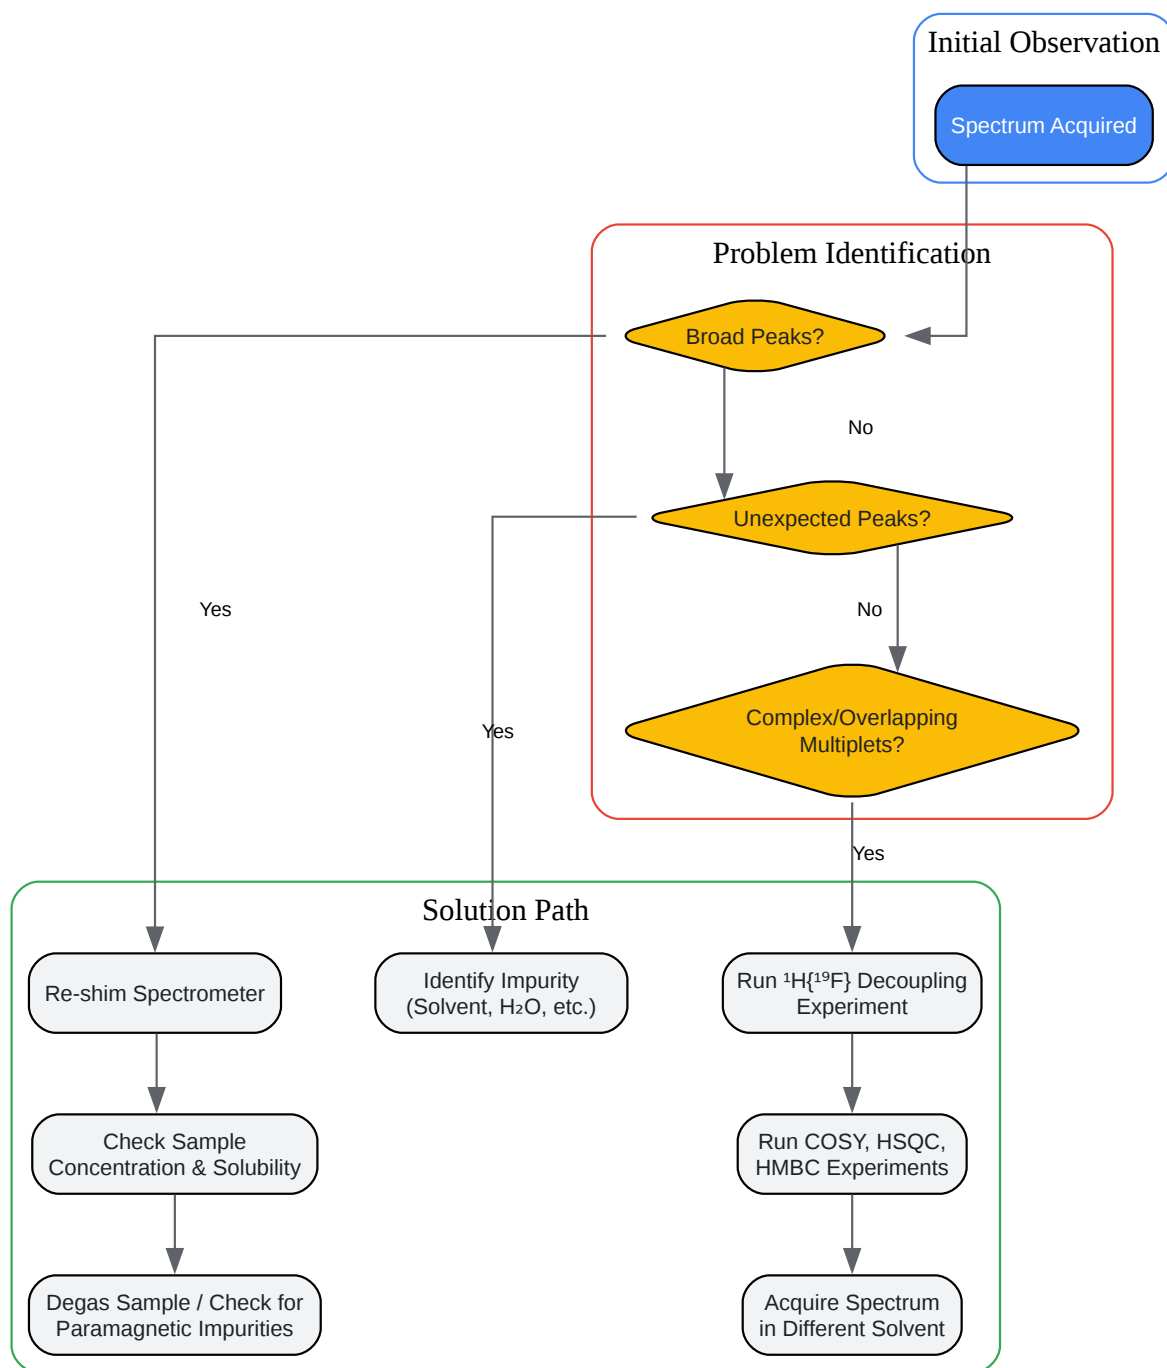 Initial Observation
Spectrum Acquired
Problem Identification
Broad Peaks?
No
Unexpected Peaks?
Yes
No
Complex/Overlapping
Multiplets?
Yes
Yes
Solution Path
Re-shim Spectrometer
Identify Impurity
(Solvent, H₂O, etc.)
Run ¹H{¹⁹F} Decoupling
Experiment
Check Sample
Concentration & Solubility
Run COSY, HSQC,
HMBC Experiments
Degas Sample / Check for
Paramagnetic Impurities
Acquire Spectrum
in Different Solvent